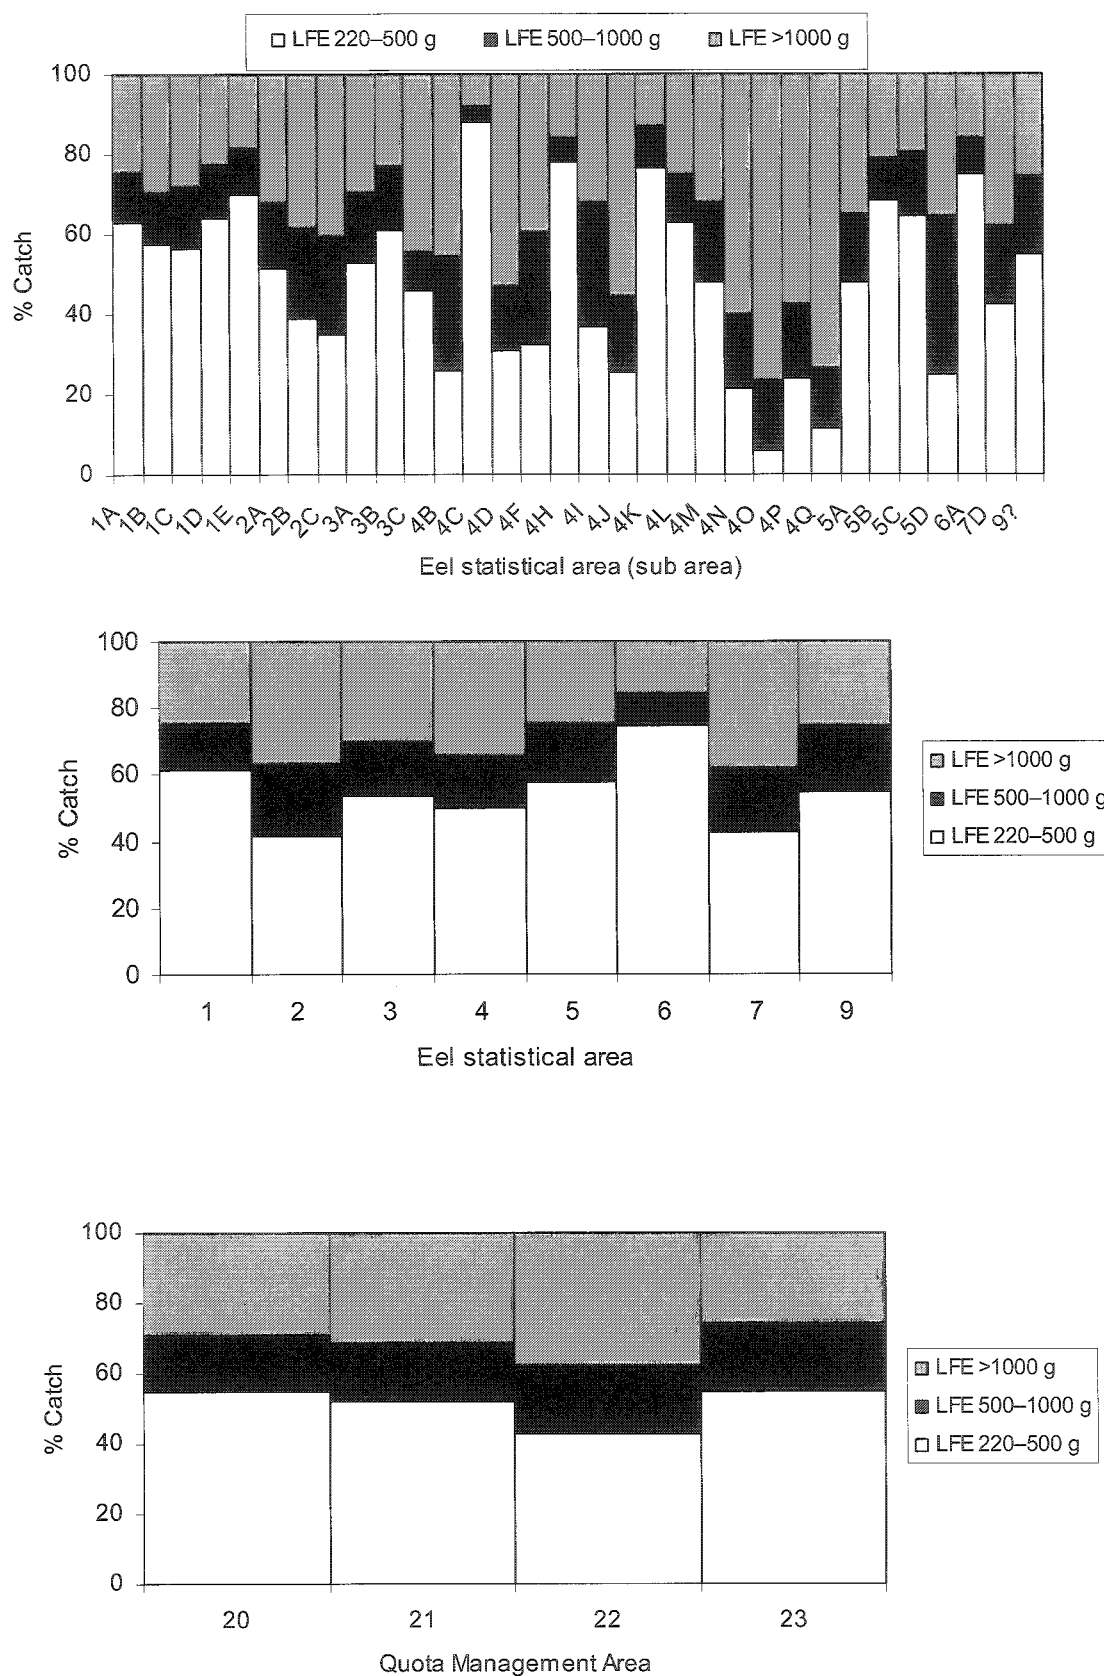 LFE 220–500 g LFE 500–1000 g LFE >1000 g
100
80
60
40
20
0
% Catch
1A 1B 1C 1D 1E 2A 2B 2C 3A 3B 3C 4B 4C 4D 4F 4H 4I 4J 4K 4L 4M 4N 4O 4P 4Q 5A 5B 5C 5D 6A 7D 9?
Eel statistical area (sub area)
100
80
60
40
20
0
% Catch
1 2 3 4 5 6 7 9
Eel statistical area
LFE >1000 g
LFE 500–1000 g
LFE 220–500 g
100
80
60
40
20
0
% Catch
20 21 22 23
Quota Management Area
LFE >1000 g
LFE 500–1000 g
LFE 220–500 g